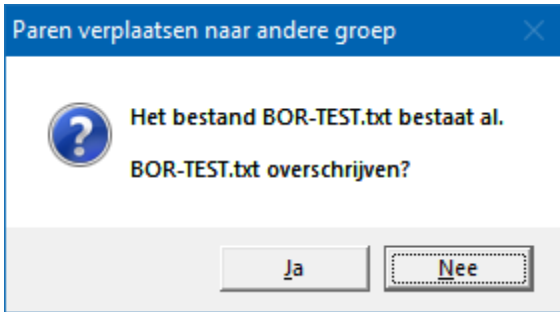 Paren verplaatsen naar andere groep
Het bestand BOR-TEST.txt bestaat al.
BOR-TEST.txt overschrijven?
Ja
Nee